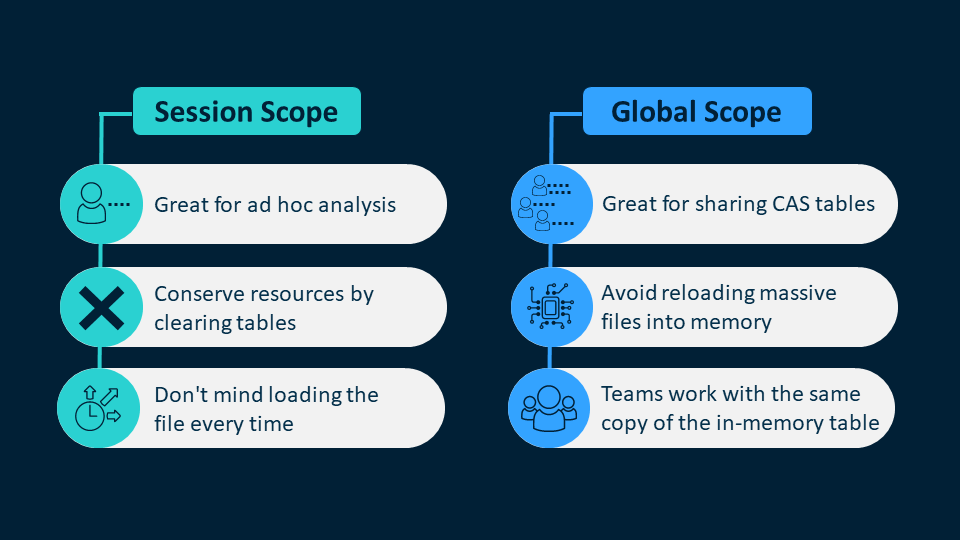 Session Scope
Great for ad hoc analysis
Conserve resources by
clearing tables
Don't mind loading the
file every time
Global Scope
Great for sharing CAS tables
Avoid reloading massive
files into memory
Teams work with the same
copy of the in-memory table